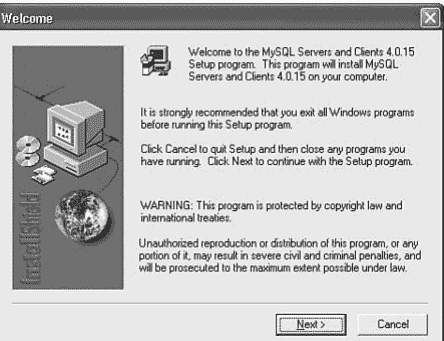 Welcome
Welcome to the MySQL Servers and Clients 4.0.15
Setup program. This program will install MySQL
Servers and Clients 4.0.15 on your computer.
It is strongly recommended that you exit all Windows programs
before running this Setup program.
Click Cancel to quit Setup and then close any programs you
have running. Click Next to continue with the Setup program.
WARNING: This program is protected by copyright law and
international treaties.
Unauthorized reproduction or distribution of this program, or any
portion of it, may result in severe civil and criminal penalties, and
will be prosecuted to the maximum extent possible under law.
InstallShield
Next >
Cancel